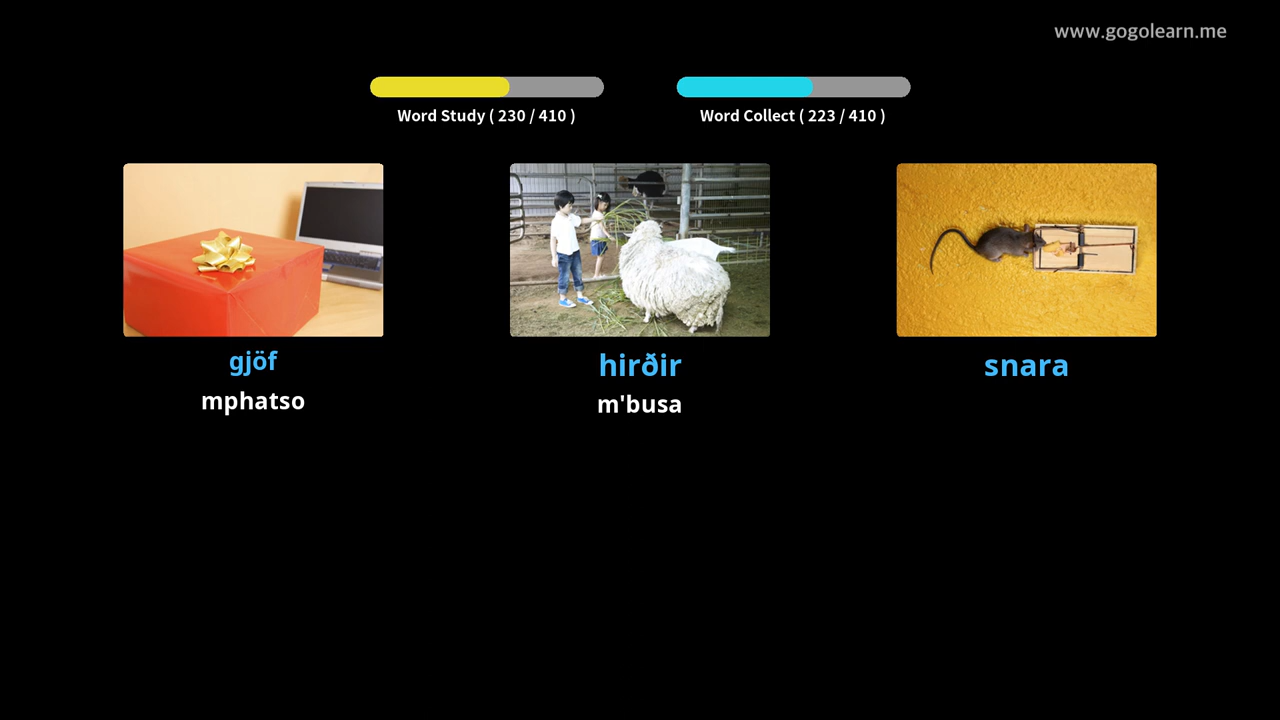 www.gogolearn.me
Word Study ( 230 / 410 )
Word Collect ( 223 / 410 )
gjöf
mphatso
hirðir
m'busa
snara